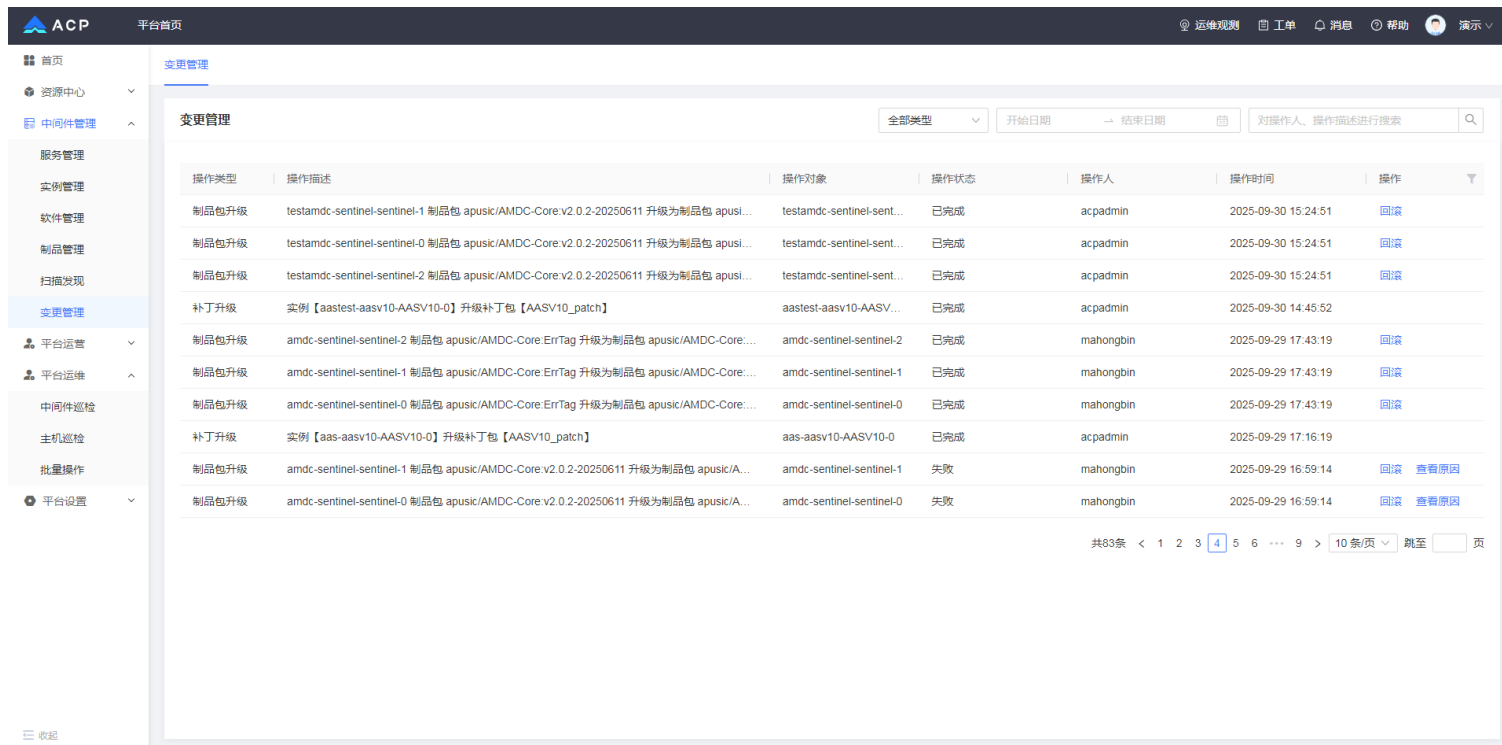 ACP 平台首页 运维观测 工单 消息 帮助 演示
首页
资源中心
中间件管理
服务管理
实例管理
软件管理
制品管理
扫描发现
变更管理
平台运营
平台运维
中间件巡检
主机巡检
批量操作
平台设置
收起
变更管理
变更管理 全部类型 开始日期 → 结束日期 对操作人、操作描述进行搜索
操作类型 操作描述 操作对象 操作状态 操作人 操作时间 操作
制品包升级 testamdc-sentinel-sentinel-1 制品包 apusic/AMDC-Core:v2.0.2-20250611 升级为制品包 apusi... testamdc-sentinel-sent... 已完成 acpadmin 2025-09-30 15:24:51 回滚
制品包升级 testamdc-sentinel-sentinel-0 制品包 apusic/AMDC-Core:v2.0.2-20250611 升级为制品包 apusi... testamdc-sentinel-sent... 已完成 acpadmin 2025-09-30 15:24:51 回滚
制品包升级 testamdc-sentinel-sentinel-2 制品包 apusic/AMDC-Core:v2.0.2-20250611 升级为制品包 apusi... testamdc-sentinel-sent... 已完成 acpadmin 2025-09-30 15:24:51 回滚
补丁升级 实例【aastest-aasv10-AASV10-0】升级补丁包【AASV10_patch】 aastest-aasv10-AASV... 已完成 acpadmin 2025-09-30 14:45:52
制品包升级 amdc-sentinel-sentinel-2 制品包 apusic/AMDC-Core:ErrTag 升级为制品包 apusic/AMDC-Core:... amdc-sentinel-sentinel-2 已完成 mahongbin 2025-09-29 17:43:19 回滚
制品包升级 amdc-sentinel-sentinel-1 制品包 apusic/AMDC-Core:ErrTag 升级为制品包 apusic/AMDC-Core:... amdc-sentinel-sentinel-1 已完成 mahongbin 2025-09-29 17:43:19 回滚
制品包升级 amdc-sentinel-sentinel-0 制品包 apusic/AMDC-Core:ErrTag 升级为制品包 apusic/AMDC-Core:... amdc-sentinel-sentinel-0 已完成 mahongbin 2025-09-29 17:43:19 回滚
补丁升级 实例【aas-aasv10-AASV10-0】升级补丁包【AASV10_patch】 aas-aasv10-AASV10-0 已完成 acpadmin 2025-09-29 17:16:19
制品包升级 amdc-sentinel-sentinel-1 制品包 apusic/AMDC-Core:v2.0.2-20250611 升级为制品包 apusic/A... amdc-sentinel-sentinel-1 失败 mahongbin 2025-09-29 16:59:14 回滚 查看原因
制品包升级 amdc-sentinel-sentinel-0 制品包 apusic/AMDC-Core:v2.0.2-20250611 升级为制品包 apusic/A... amdc-sentinel-sentinel-0 失败 mahongbin 2025-09-29 16:59:14 回滚 查看原因
共83条 < 1 2 3 4 5 6 ··· 9 > 10 条/页 跳至 页